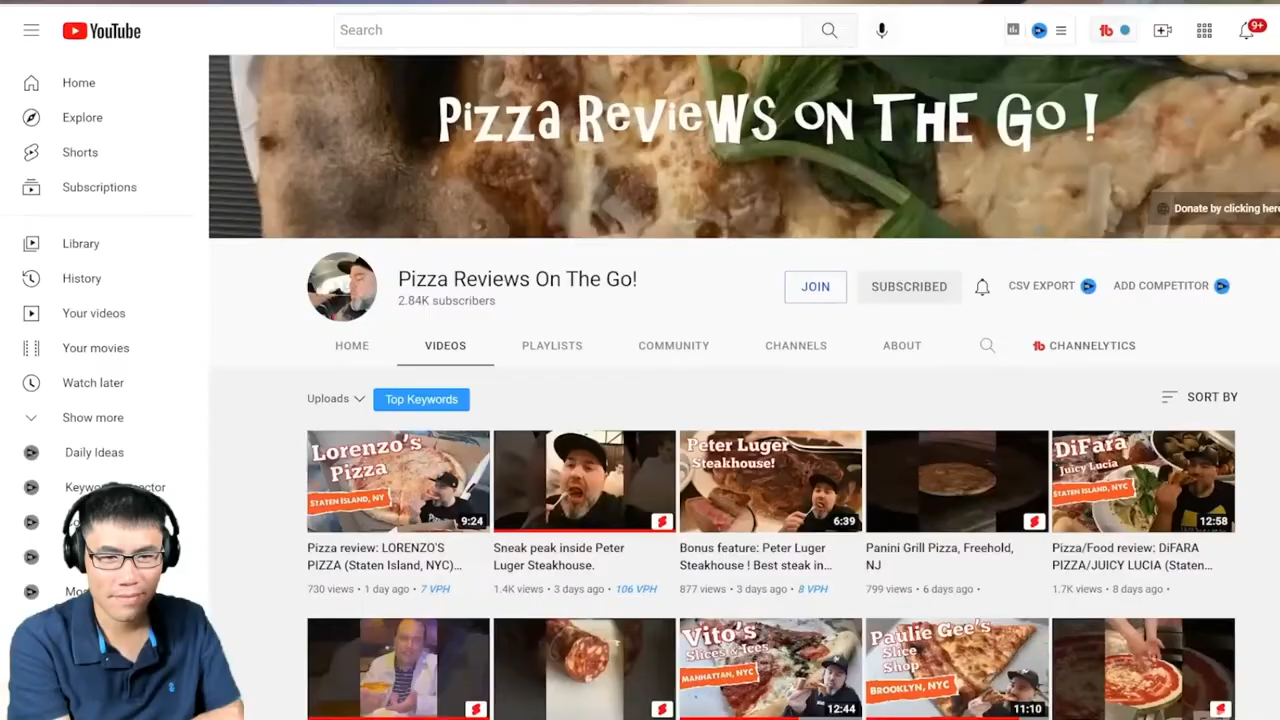 YouTube
Search
9+
Home
Explore
Shorts
Subscriptions
Library
History
Your videos
Your movies
Watch later
Show more
Daily Ideas
Pizza Reviews on The Go!
Donate by clicking here
Pizza Reviews On The Go!
2.84K subscribers
JOIN
SUBSCRIBED
CSV EXPORT
ADD COMPETITOR
HOME VIDEOS PLAYLISTS COMMUNITY CHANNELS ABOUT
tb CHANNELYTICS
Uploads
Top Keywords
SORT BY
Lorenzo's
Pizza
STATEN ISLAND, NY
9:24
Pizza review: LORENZO'S
PIZZA (Staten Island, NYC)...
730 views • 1 day ago • 7 VPH
Sneak peak inside Peter
Luger Steakhouse.
1.4K views • 3 days ago • 106 VPH
Peter Luger
Steakhouse!
6:39
Bonus feature: Peter Luger
Steakhouse ! Best steak in...
877 views • 3 days ago • 8 VPH
Panini Grill Pizza, Freehold,
NJ
799 views • 6 days ago •
DiFara
Juicy Lucia
STATEN ISLAND, NYC
12:58
Pizza/Food review: DiFARA
PIZZA/JUICY LUCIA (Staten...
1.7K views • 8 days ago •
Vito's
Slices & Ices
MANHATTAN, NYC
12:44
Paulie Gee's
Slice
Shop
BROOKLYN, NYC
11:10